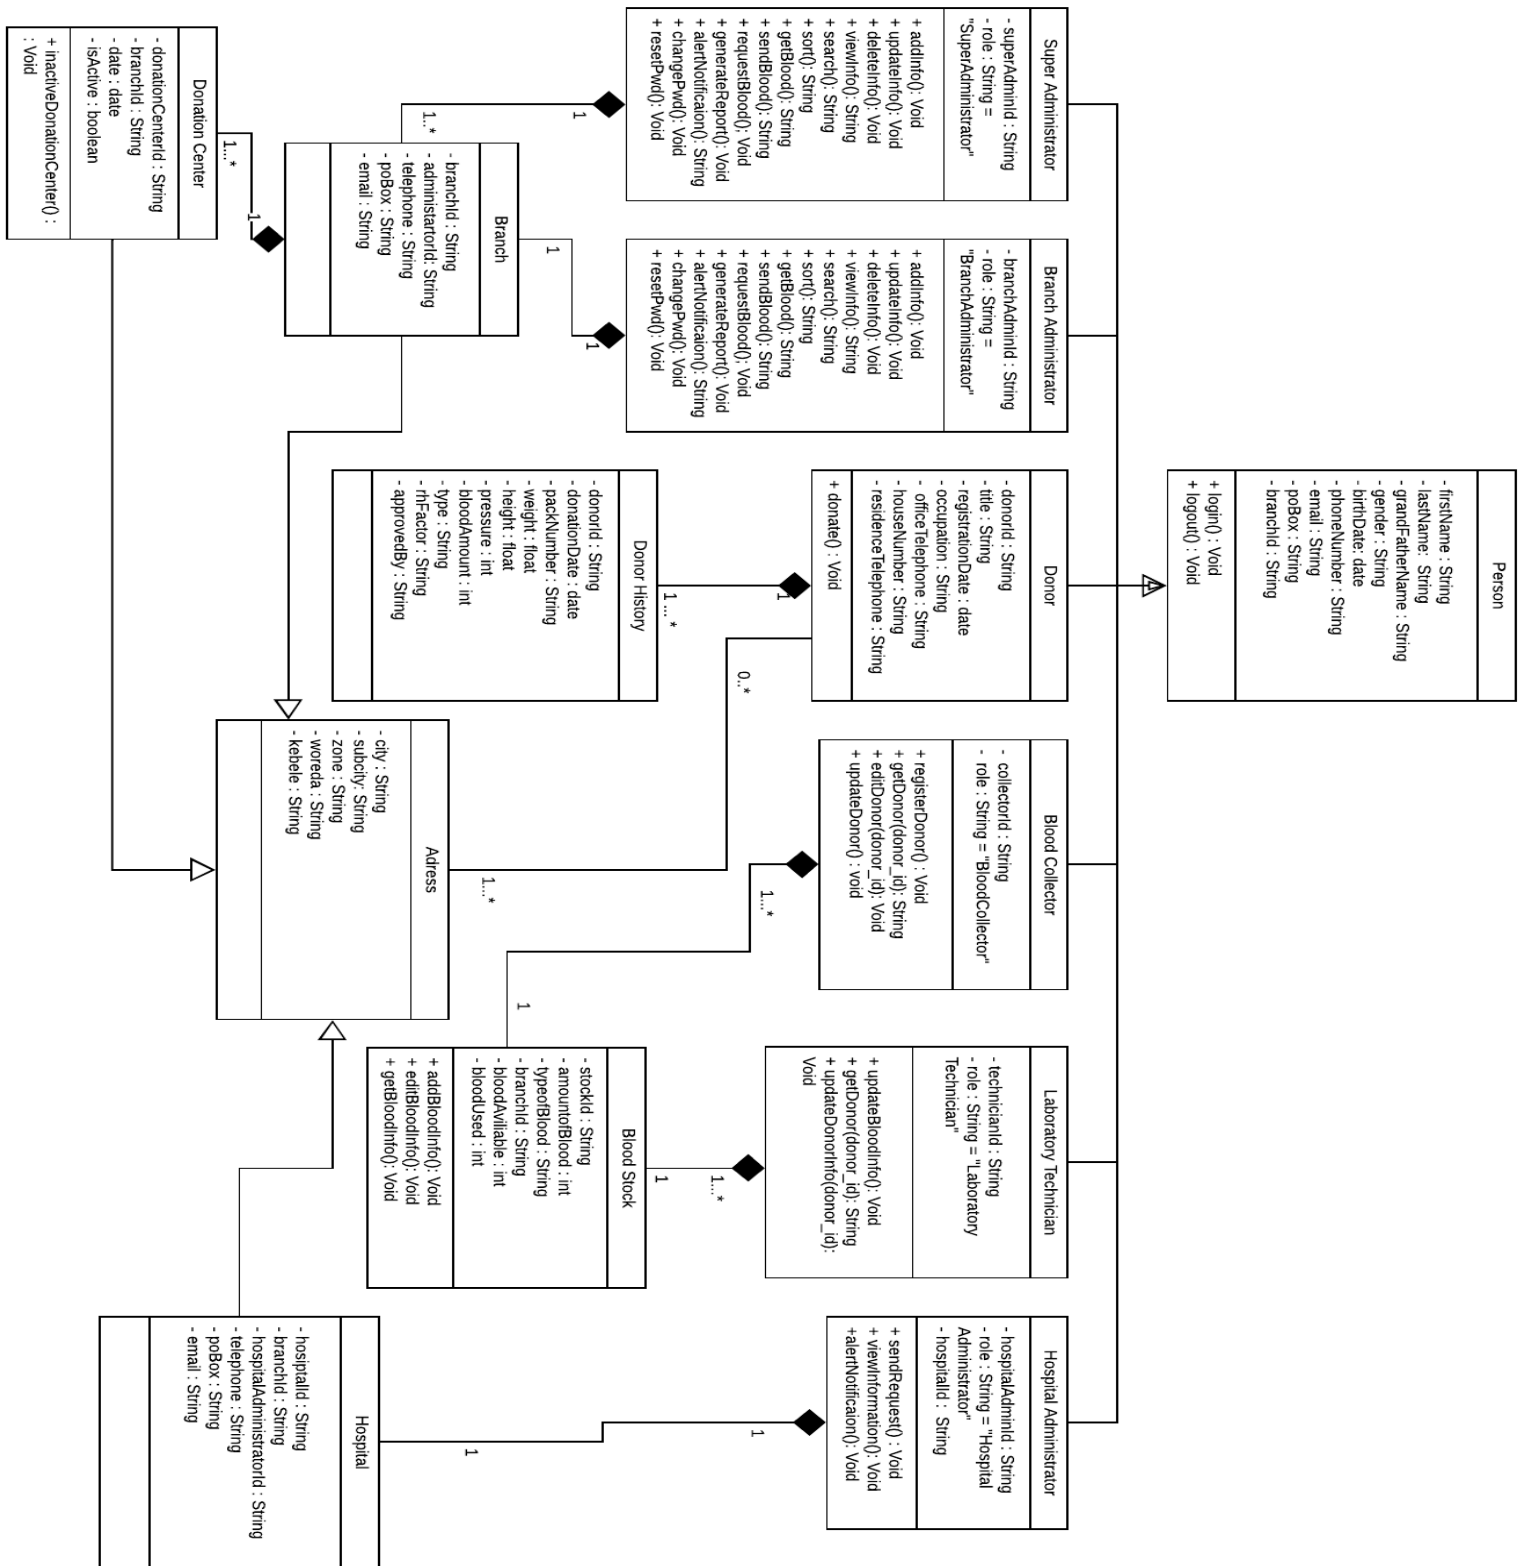 Person
- firstName : String
- lastName: String
- grandFatherName : String
- gender : String
- birthDate: date
- phoneNumber : String
- email : String
- poBox : String
- branchId : String
+ login() : Void
+ logout() : Void
Super Administrator
- superAdminId : String
- role : String =
"SuperAdministrator"
+ addInfo(): Void
+ updateInfo(): Void
+ deleteInfo(): Void
+ viewInfo(): String
+ search(): String
+ sort(): String
+ getBlood(): String
+ sendBlood(): String
+ requestBlood(): Void
+ generateReport(): Void
+ alertNotificaion(): String
+ changePwd(): Void
+ resetPwd(): Void
Branch Administrator
- branchAdminId : String
- role : String =
"BranchAdministrator"
+ addInfo(): Void
+ updateInfo(): Void
+ deleteInfo(): Void
+ viewInfo(): String
+ search(): String
+ sort(): String
+ getBlood(): String
+ sendBlood(): String
+ requestBlood(); Void
+ generateReport(): Void
+ alertNotificaion(): String
+ changePwd(): Void
+ resetPwd(): Void
Donor
- donorId : String
- title : String
- registrationDate : date
- occupation : String
- officeTelephone : String
- houseNumber : String
- residenceTelephone : String
+ donate() : Void
Blood Collector
- collectorId : String
- role : String = "BloodCollector"
+ registerDonor() : Void
+ getDonor(donor_id): String
+ editDonor(donor_id): Void
+ updateDonor() : void
Laboratory Technician
- technicianId : String
- role : String = "Laboratory
Technician"
+ updateBloodInfo(): Void
+ getDonor(donor_id): String
+ updateDonorInfo(donor_id):
Void
Hospital Administrator
- hospitalAdminId : String
- role : String = "Hospital
Administrator"
- hospitalId : String
+ sendRequest() : Void
+ viewInformation(): Void
+alertNotificaion(): Void
1
1..*
1
1
1
1 ... *
0..*
1...*
1...*
1
1...*
1
1
1
Branch
- branchId : String
- administartorId: String
- telephone : String
- poBox : String
- email : String
Donor History
- donorId : String
- donationDate : date
- packNumber : String
- weight : float
- height : float
- pressure : int
- bloodAmount : int
- type : String
- rhFactor : String
- approvedBy : String
Blood Stock
- stockId : String
- amountofBlood : int
- typeofBlood : String
- branchId : String
- bloodAviliable : int
- bloodUsed : int
+ addBloodInfo(): Void
+ editBloodInfo(): Void
+ getBloodInfo(): Void
Adress
- city : String
- subcity: String
- zone : String
- woreda : String
- kebele : String
Hospital
- hosiptalId : String
- branchId : String
- hospitalAdministratorId : String
- telephone : String
- poBox : String
- email : String
1...*
1
Donation Center
- donationCenterId : String
- branchId : String
- date : date
- isActive : boolean
+ inactiveDonationCenter() :
: Void